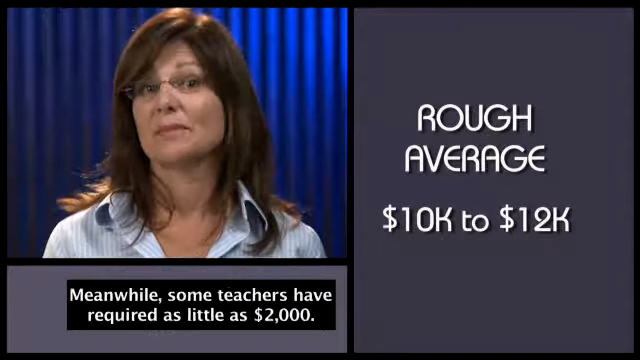 ROUGH
AVERAGE
$10K to $12K
Meanwhile, some teachers have
required as little as $2,000.